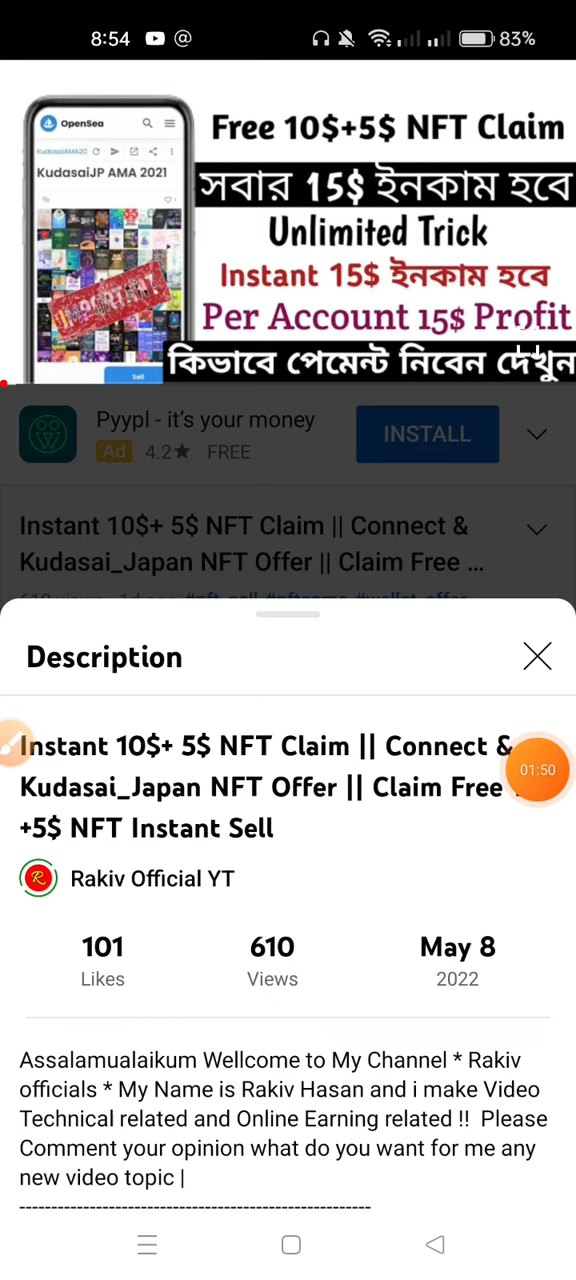 8:54
83%
OpenSea
KudasaiAMA20
KudasaiJP AMA 2021
IMPORTANT
Sell
Free 10$+5$ NFT Claim
সবার 15$ ইনকাম হবে
Unlimited Trick
Instant 15$ ইনকাম হবে
Per Account 15$ Profit
কিভাবে পেমেন্ট নিবেন দেখুন
Pyypl - it’s your money
INSTALL
Ad 4.2★ FREE
Instant 10$+ 5$ NFT Claim || Connect &
Kudasai_Japan NFT Offer || Claim Free ...
Description
Instant 10$+ 5$ NFT Claim || Connect &
01:50
Kudasai_Japan NFT Offer || Claim Free
+5$ NFT Instant Sell
R
Rakiv Official YT
101 610 May 8
Likes Views 2022
Assalamualaikum Wellcome to My Channel * Rakiv
officials * My Name is Rakiv Hasan and i make Video
Technical related and Online Earning related !! Please
Comment your opinion what do you want for me any
new video topic |
-----------------------------------------------------